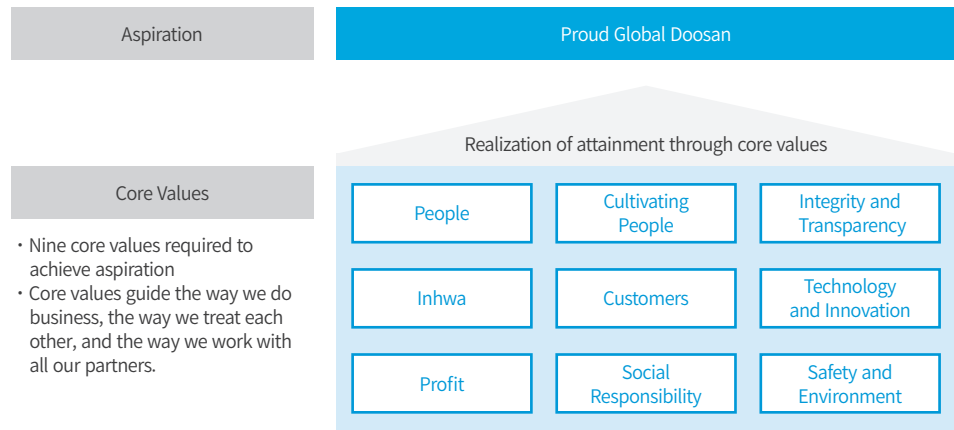 Aspiration
Proud Global Doosan
Realization of attainment through core values
Core Values
・Nine core values required to
achieve aspiration
・Core values guide the way we do
business, the way we treat each
other, and the way we work with
all our partners.
People
Cultivating
People
Integrity and
Transparency
Inhwa
Customers
Technology
and Innovation
Profit
Social
Responsibility
Safety and
Environment